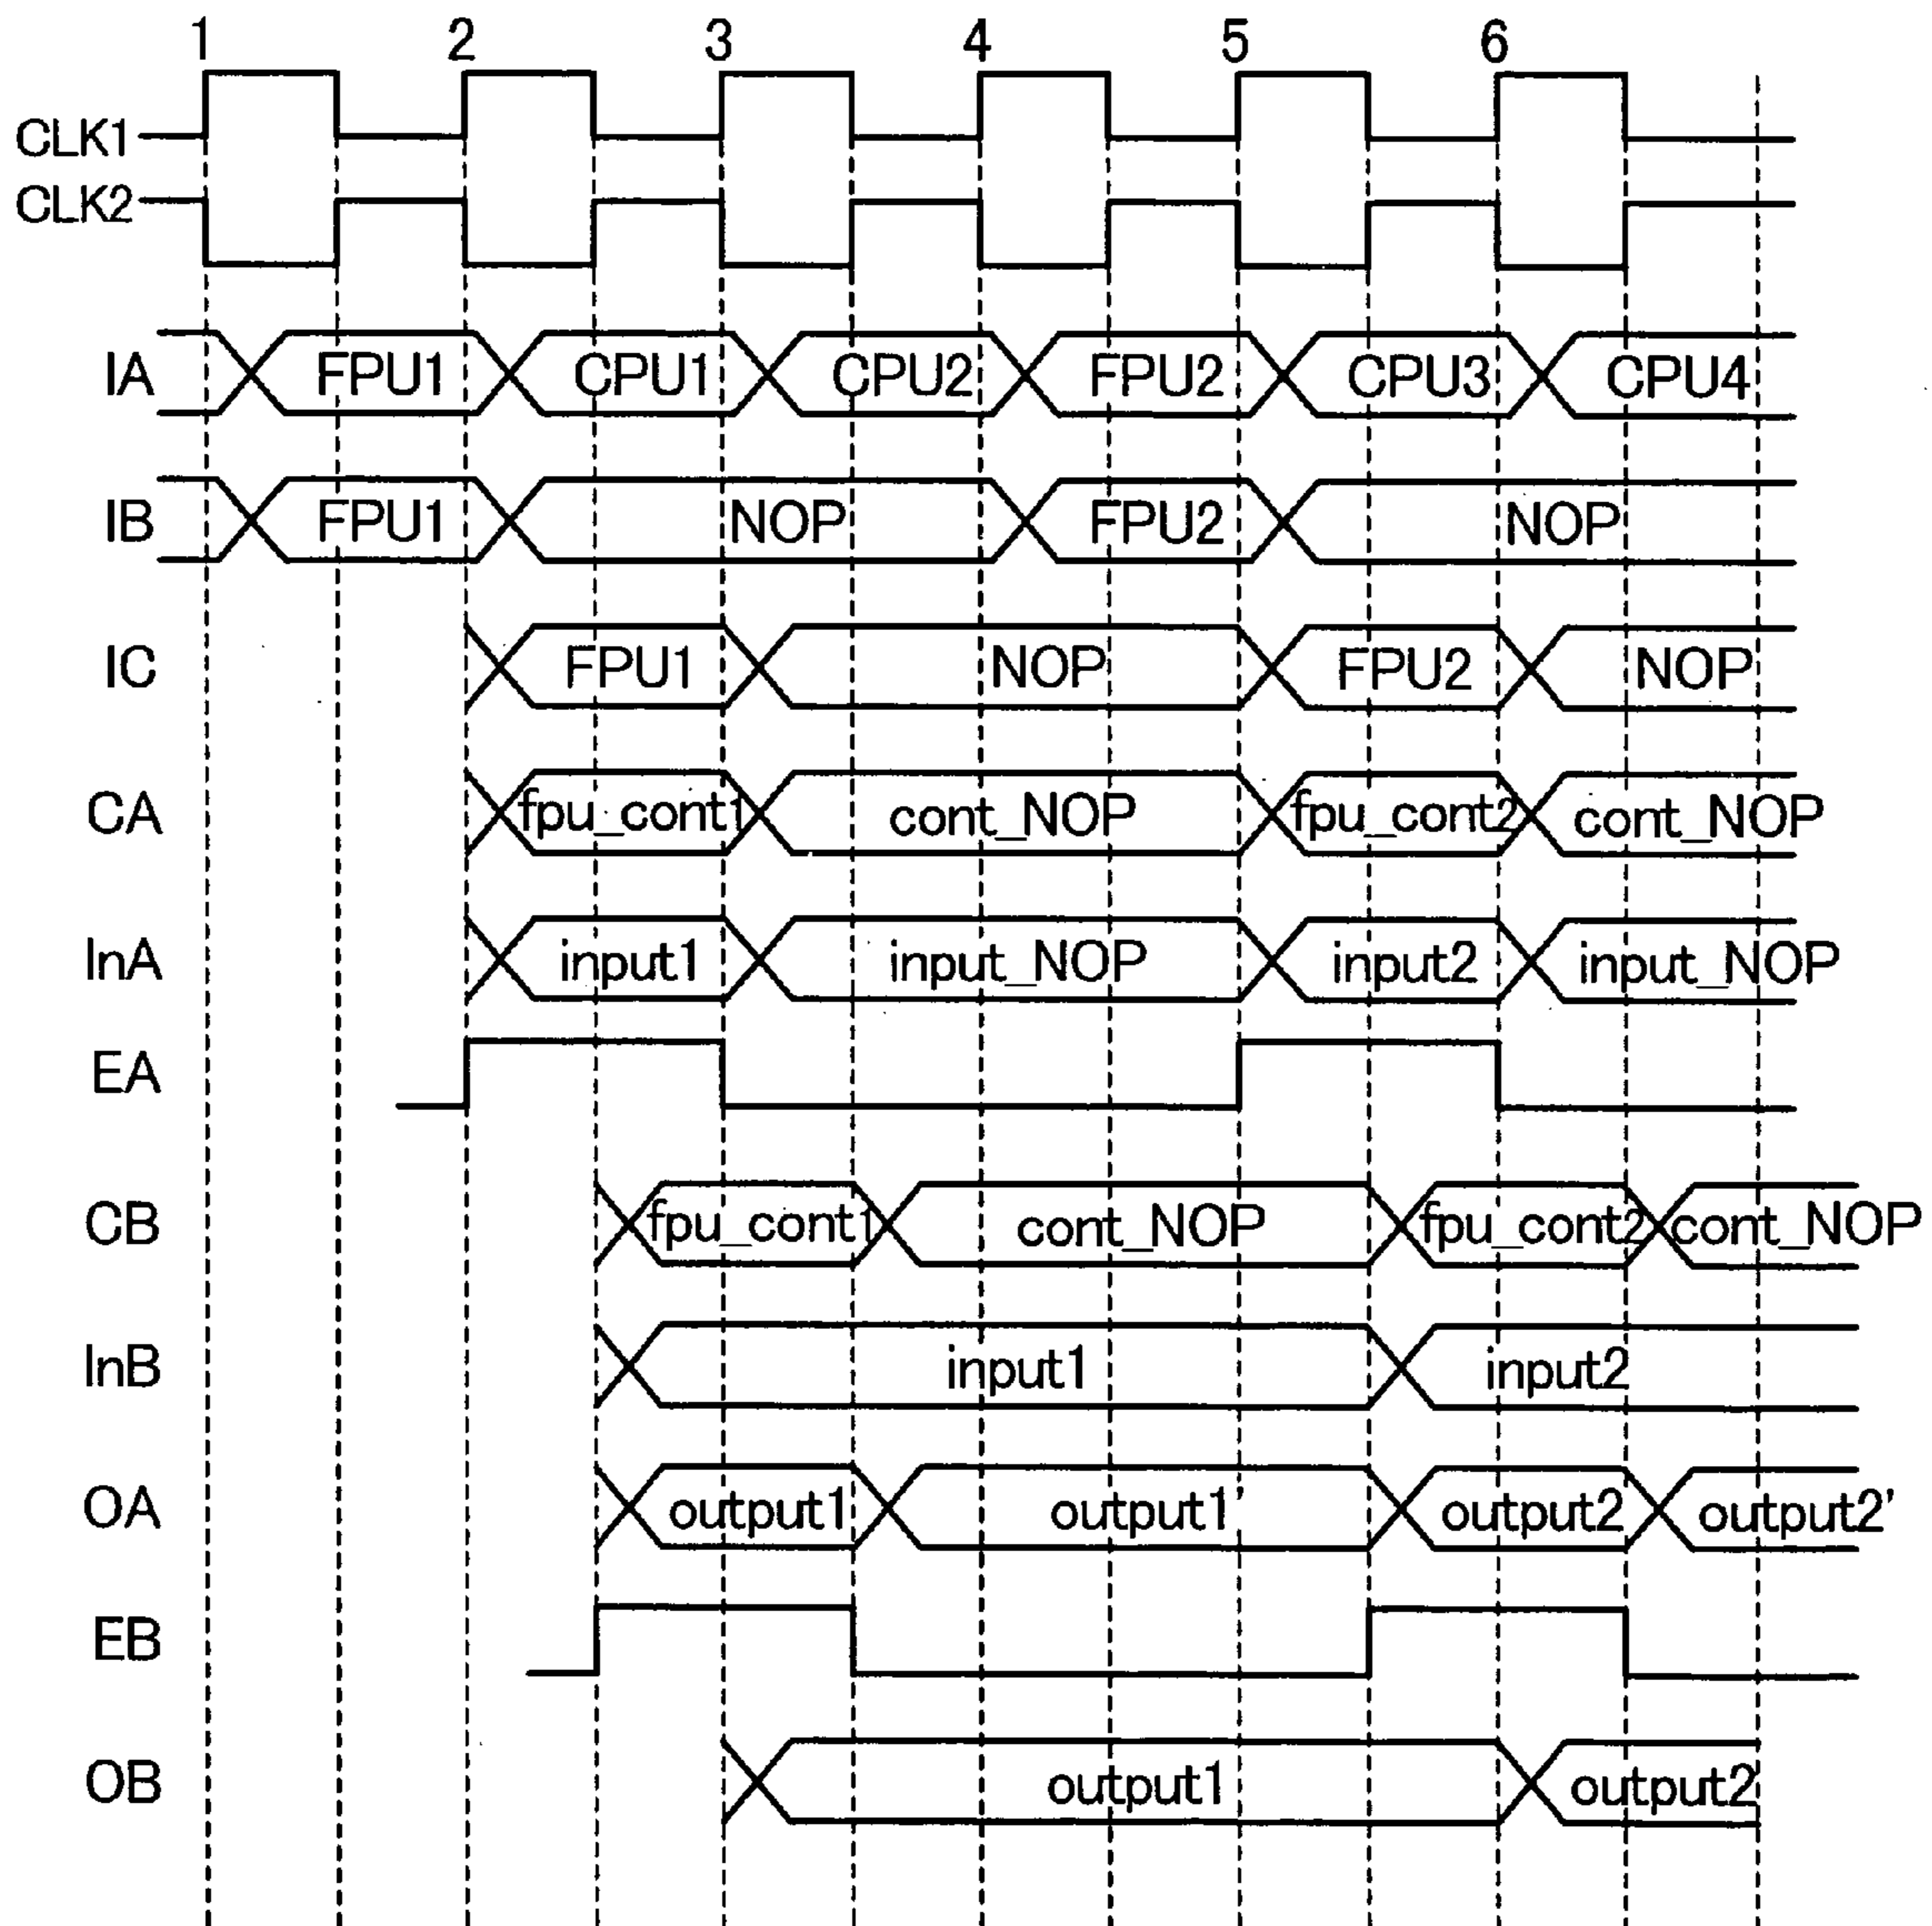 1 2 3 4 5 6
CLK1
CLK2
IA FPU1 CPU1 CPU2 FPU2 CPU3 CPU4
IB FPU1 NOP FPU2 NOP
IC FPU1 NOP FPU2 NOP
CA fpu_cont1 cont_NOP fpu_cont2 cont_NOP
InA input1 input_NOP input2 input_NOP
EA
CB fpu_cont1 cont_NOP fpu_cont2 cont_NOP
InB input1 input2
OA output1 output1' output2 output2'
EB
OB output1 output2